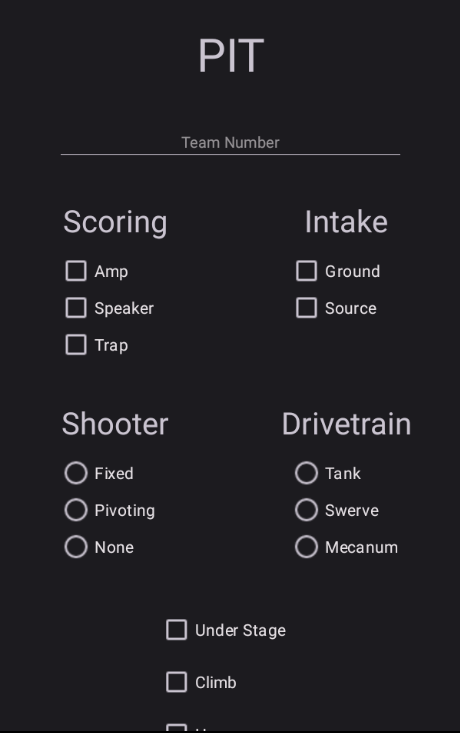 PIT
Team Number
Scoring
Intake
Amp
Ground
Speaker
Source
Trap
Shooter
Drivetrain
Fixed
Tank
Pivoting
Swerve
None
Mecanum
Under Stage
Climb